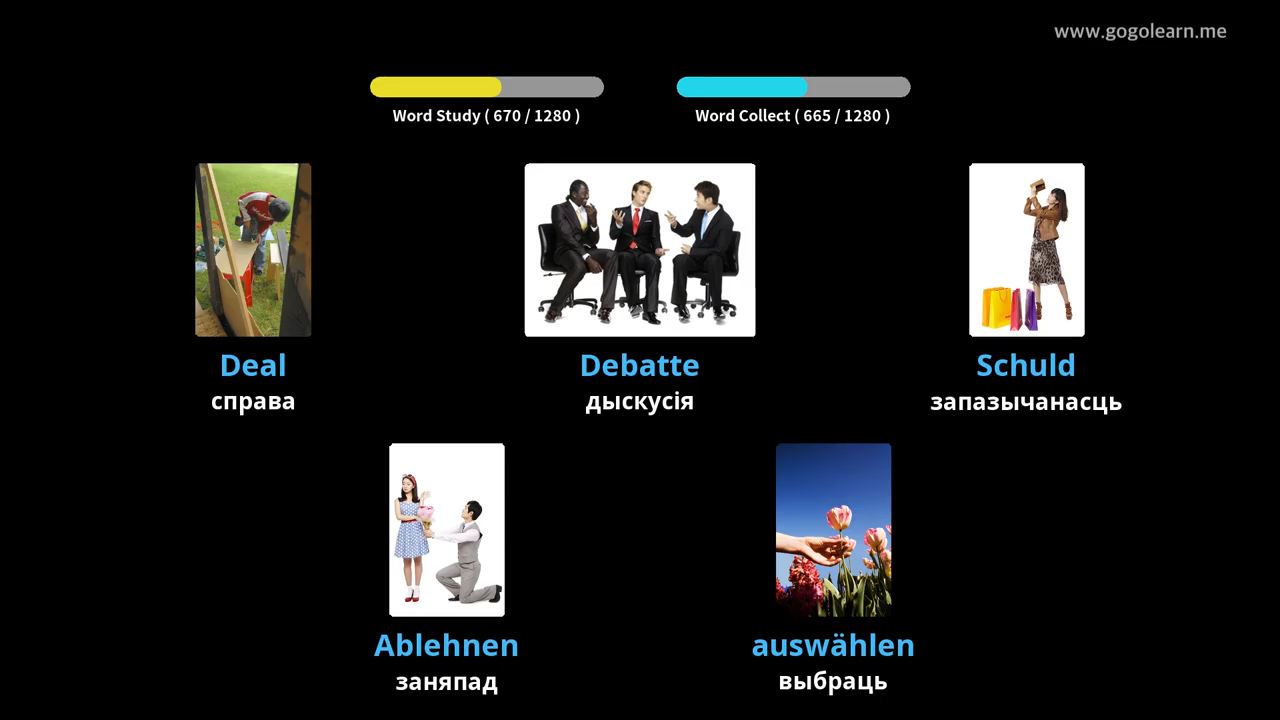 www.gogolearn.me
Word Study ( 670 / 1280 )
Word Collect ( 665 / 1280 )
Deal
справа
Debatte
дыскусія
Schuld
запазычанасць
Ablehnen
заняпад
auswählen
выбраць